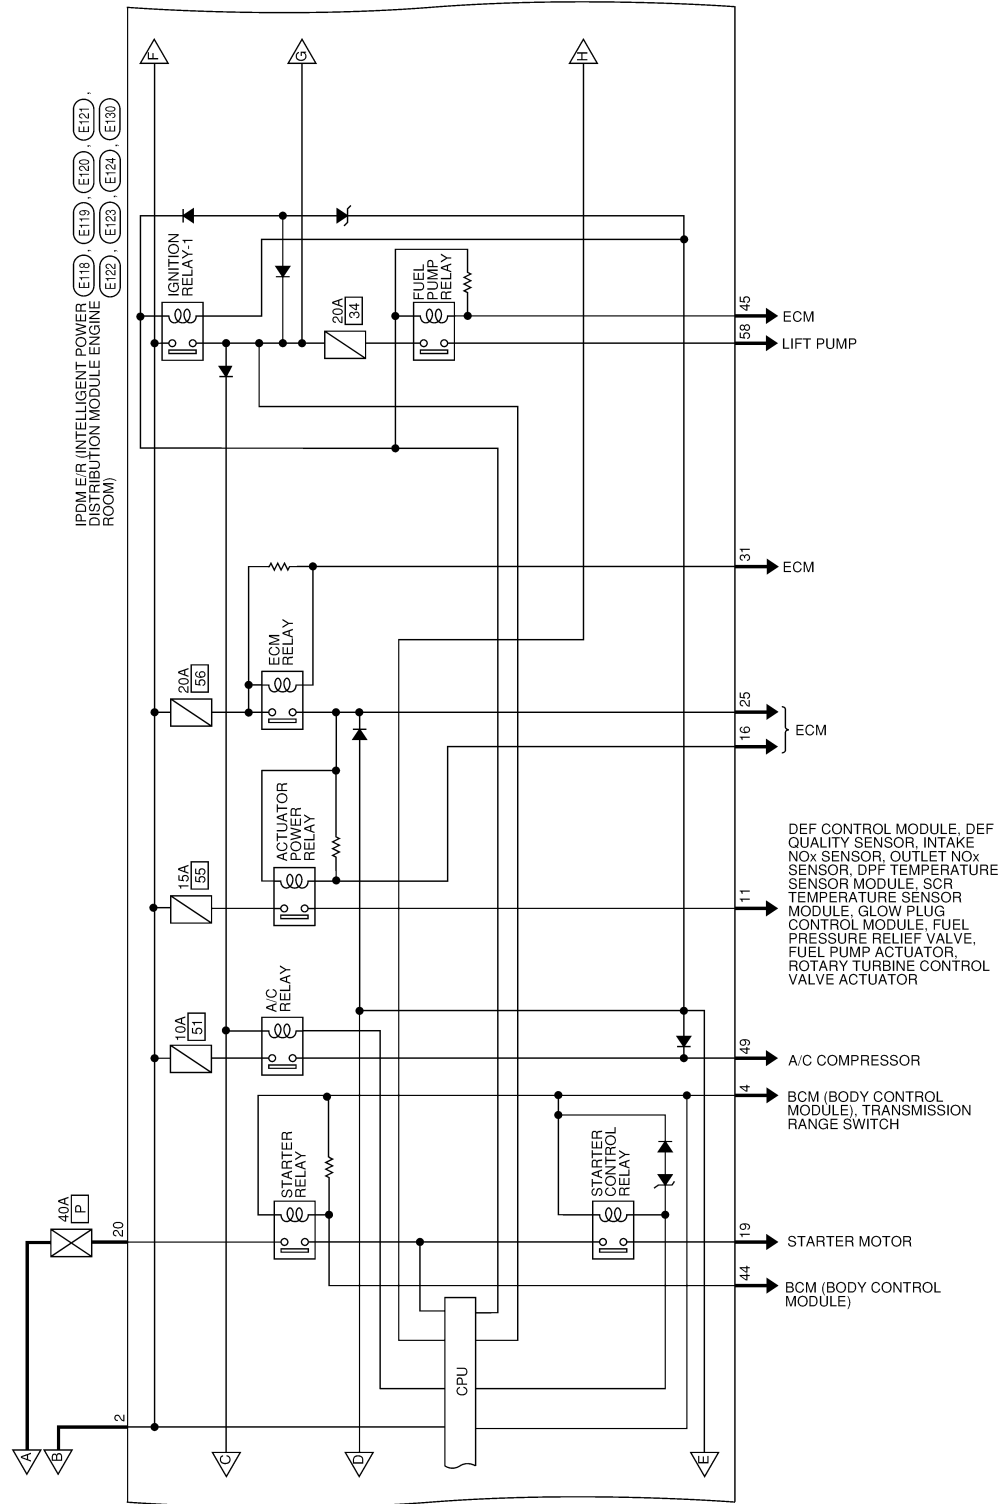 F
G
H
IPDM E/R (INTELLIGENT POWER
DISTRIBUTION MODULE ENGINE
ROOM)
E118 , E119 , E120 , E121 ,
E122 , E123 , E124 , E130
IGNITION
RELAY-1
20A
34
FUEL
PUMP
RELAY
45
ECM
58
LIFT PUMP
31
ECM
20A
56
ECM
RELAY
25
16
ECM
15A
55
ACTUATOR
POWER
RELAY
11
DEF CONTROL MODULE, DEF
QUALITY SENSOR, INTAKE
NOx SENSOR, OUTLET NOx
SENSOR, DPF TEMPERATURE
SENSOR MODULE, SCR
TEMPERATURE SENSOR
MODULE, GLOW PLUG
CONTROL MODULE, FUEL
PRESSURE RELIEF VALVE,
FUEL PUMP ACTUATOR,
ROTARY TURBINE CONTROL
VALVE ACTUATOR
10A
51
A/C
RELAY
49
A/C COMPRESSOR
4
BCM (BODY CONTROL
MODULE), TRANSMISSION
RANGE SWITCH
40A
P
20
STARTER
RELAY
STARTER
CONTROL
RELAY
19
STARTER MOTOR
44
BCM (BODY CONTROL
MODULE)
CPU
2
A
B
C
D
E